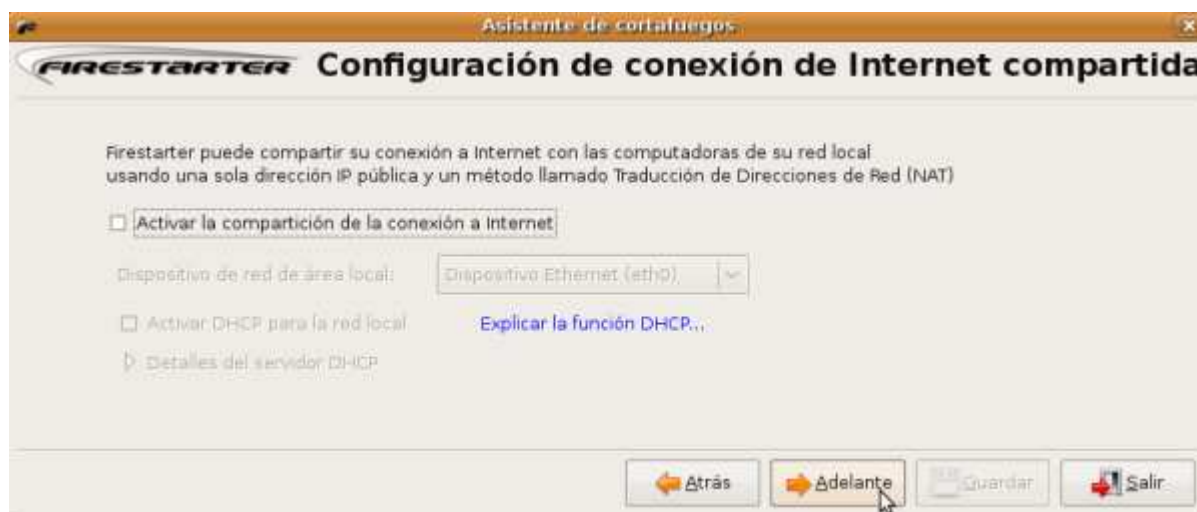 Asistente de cortafuegos
FIRESTARTER Configuración de conexión de Internet compartida
Firestarter puede compartir su conexión a Internet con las computadoras de su red local
usando una sola dirección IP pública y un método llamado Traducción de Direcciones de Red (NAT)
Activar la compartición de la conexión a Internet
Dispositivo de red de área local: Dispositivo Ethernet (eth0)
Activar DHCP para la red local Explicar la función DHCP...
Detalles del servidor DHCP
Atrás Adelante Guardar Salir